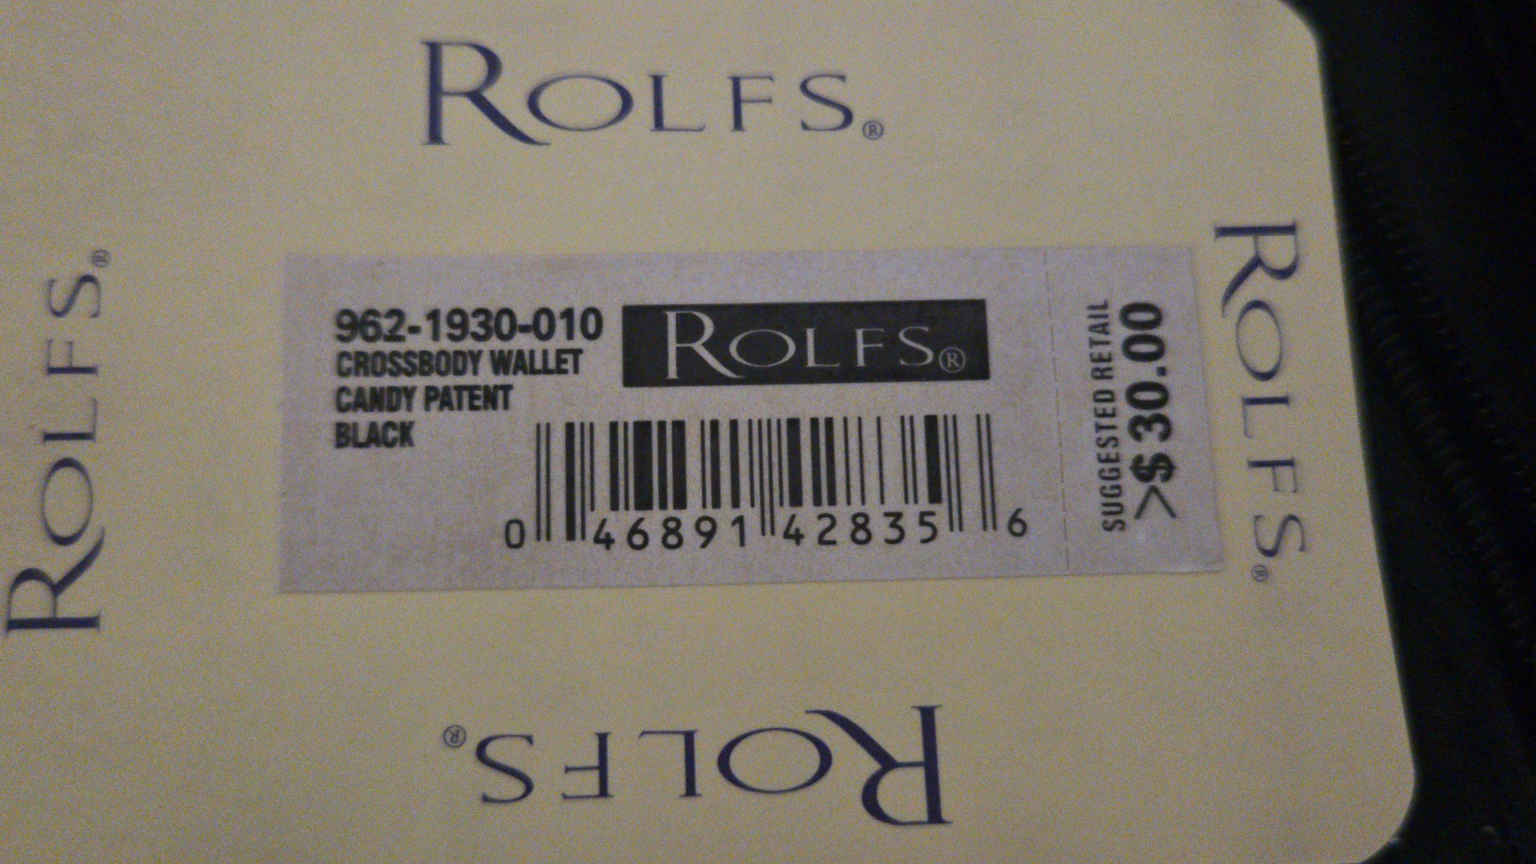 ROLFS®
ROLFS®
962-1930-010
CROSSBODY WALLET
CANDY PATENT
BLACK
ROLFS®
0 46891 42835 6
SUGGESTED RETAIL
>$30.00
ROLFS®
ROLFS®